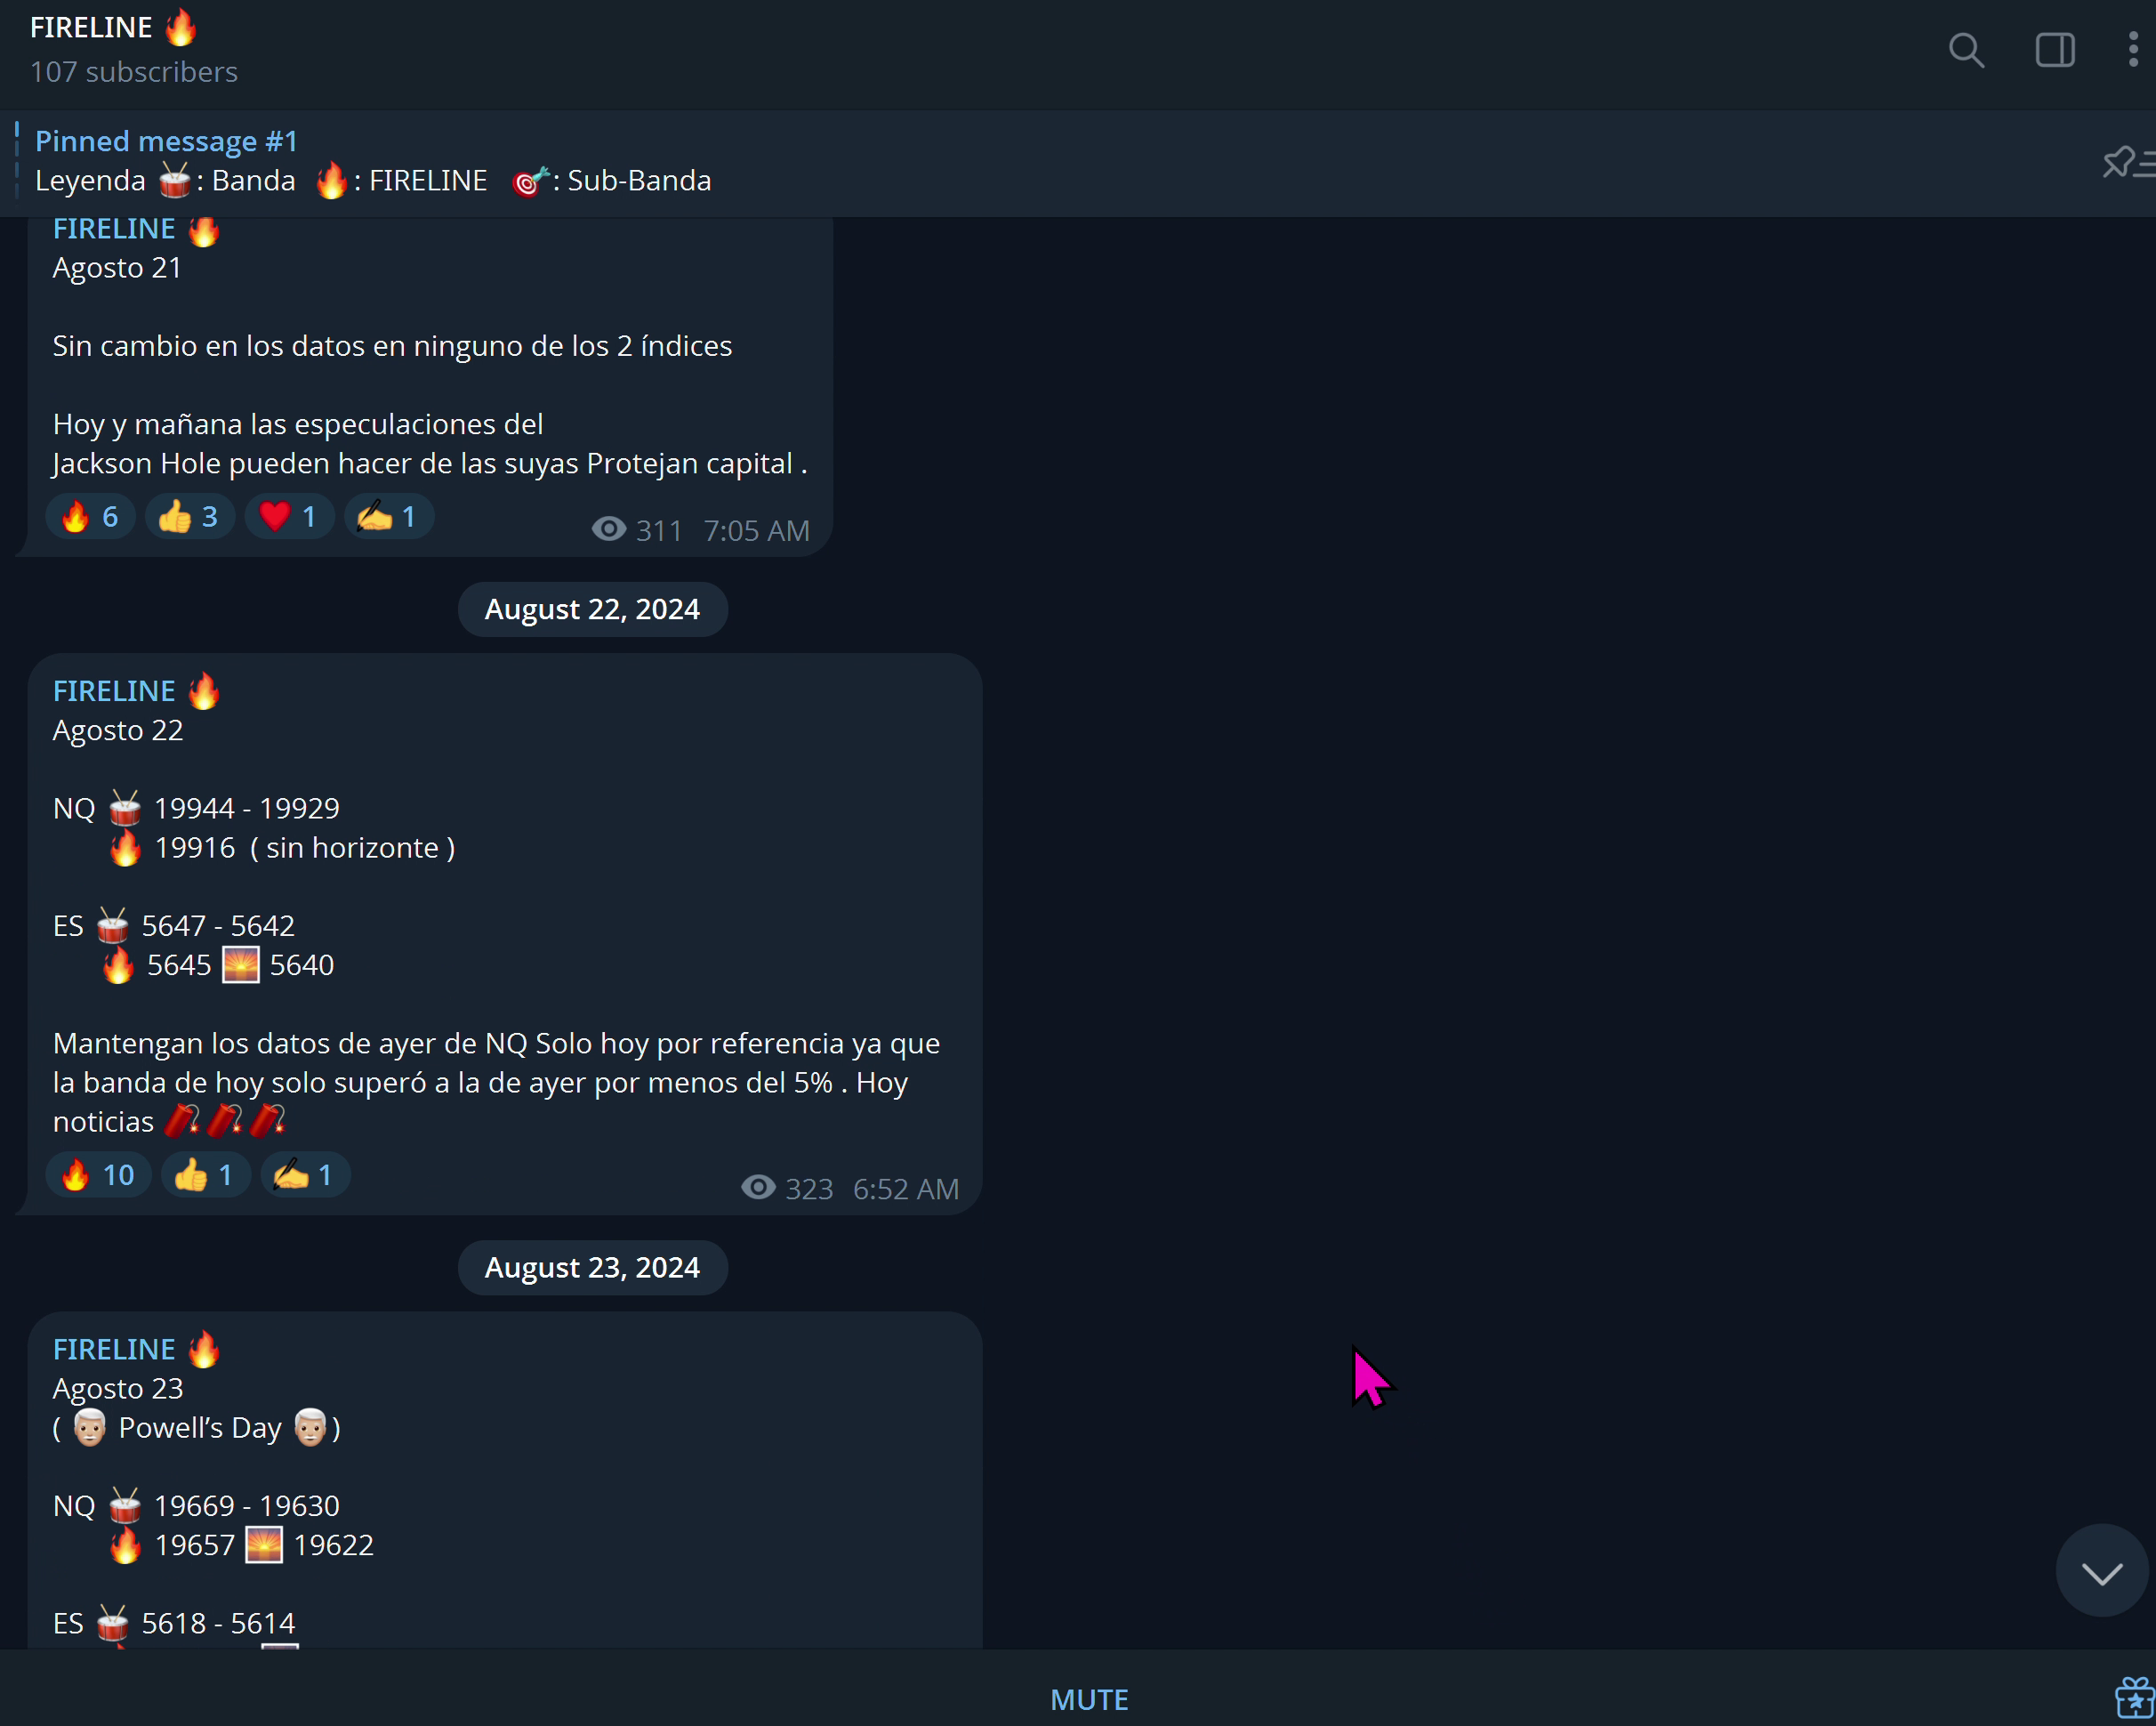 FIRELINE 🔥
107 subscribers
Pinned message #1
Leyenda 🥁: Banda 🔥: FIRELINE 🎯: Sub-Banda
FIRELINE 🔥
Agosto 21
Sin cambio en los datos en ninguno de los 2 índices
Hoy y mañana las especulaciones del
Jackson Hole pueden hacer de las suyas Protejan capital .
🔥 6 👍 3 ❤️ 1 ✍️ 1 311 7:05 AM
August 22, 2024
FIRELINE 🔥
Agosto 22
NQ 🥁 19944 - 19929
🔥 19916 ( sin horizonte )
ES 🥁 5647 - 5642
🔥 5645 🌅 5640
Mantengan los datos de ayer de NQ Solo hoy por referencia ya que
la banda de hoy solo superó a la de ayer por menos del 5% . Hoy
noticias 🧨🧨🧨
🔥 10 👍 1 ✍️ 1 323 6:52 AM
August 23, 2024
FIRELINE 🔥
Agosto 23
( 👨🏼‍🦳 Powell’s Day 👨🏼‍🦳)
NQ 🥁 19669 - 19630
🔥 19657 🌅 19622
ES 🥁 5618 - 5614
MUTE